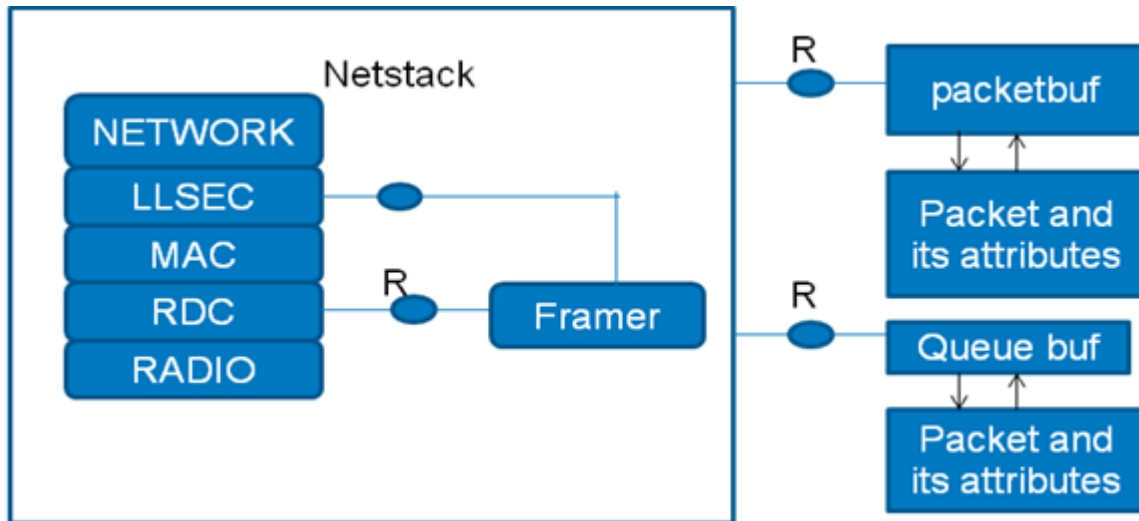 Netstack
NETWORK
LLSEC
MAC
R
RDC
Framer
RADIO
R
packetbuf
Packet and
its attributes
R
Queue buf
Packet and
its attributes